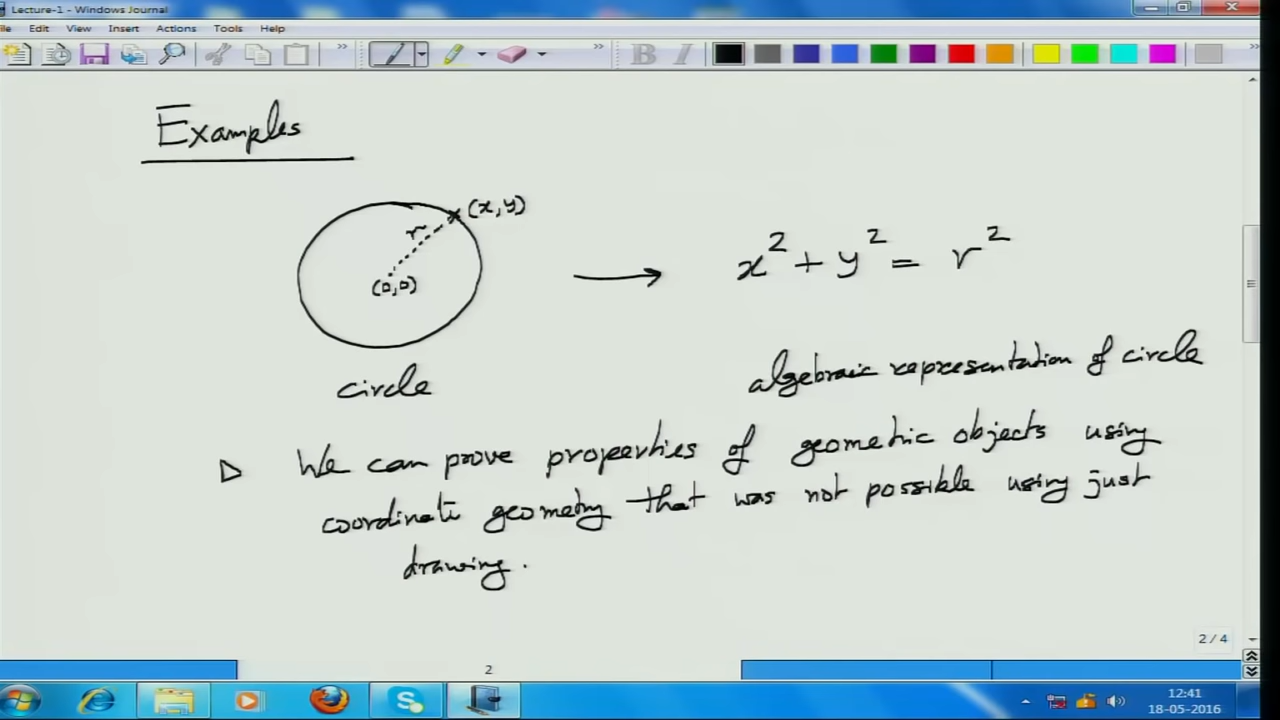 Lecture-1 - Windows Journal
ile Edit View Insert Actions Tools Help
B I
Examples
(x,y)
r
(0,0)
x² + y² = r²
circle
algebraic representation of circle
▷ We can prove properties of geometric objects using
coordinate geometry that was not possible using just
drawing.
2 / 4
2
12:41
18-05-2016